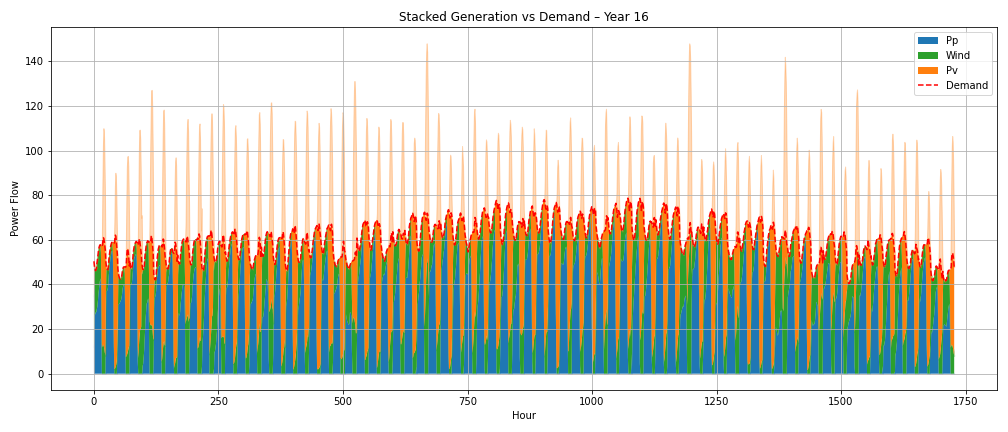 Stacked Generation vs Demand – Year 16
Power Flow
140
120
100
80
60
40
20
0
Pp
Wind
Pv
Demand
0
250
500
750
1000
1250
1500
1750
Hour